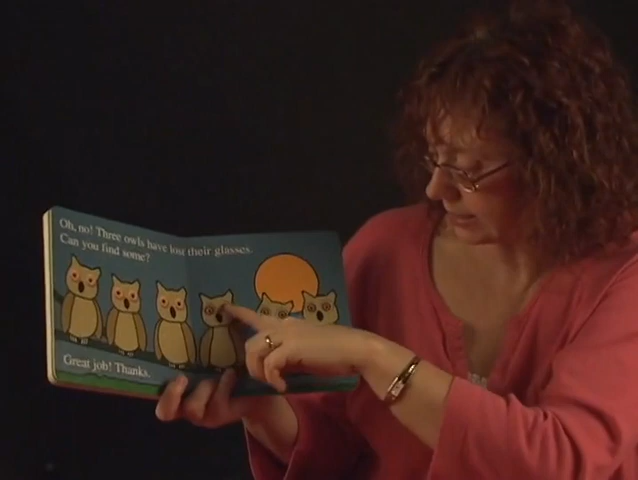 Oh, no! Three owls have lost their glasses.
Can you find some?
Great job! Thanks.